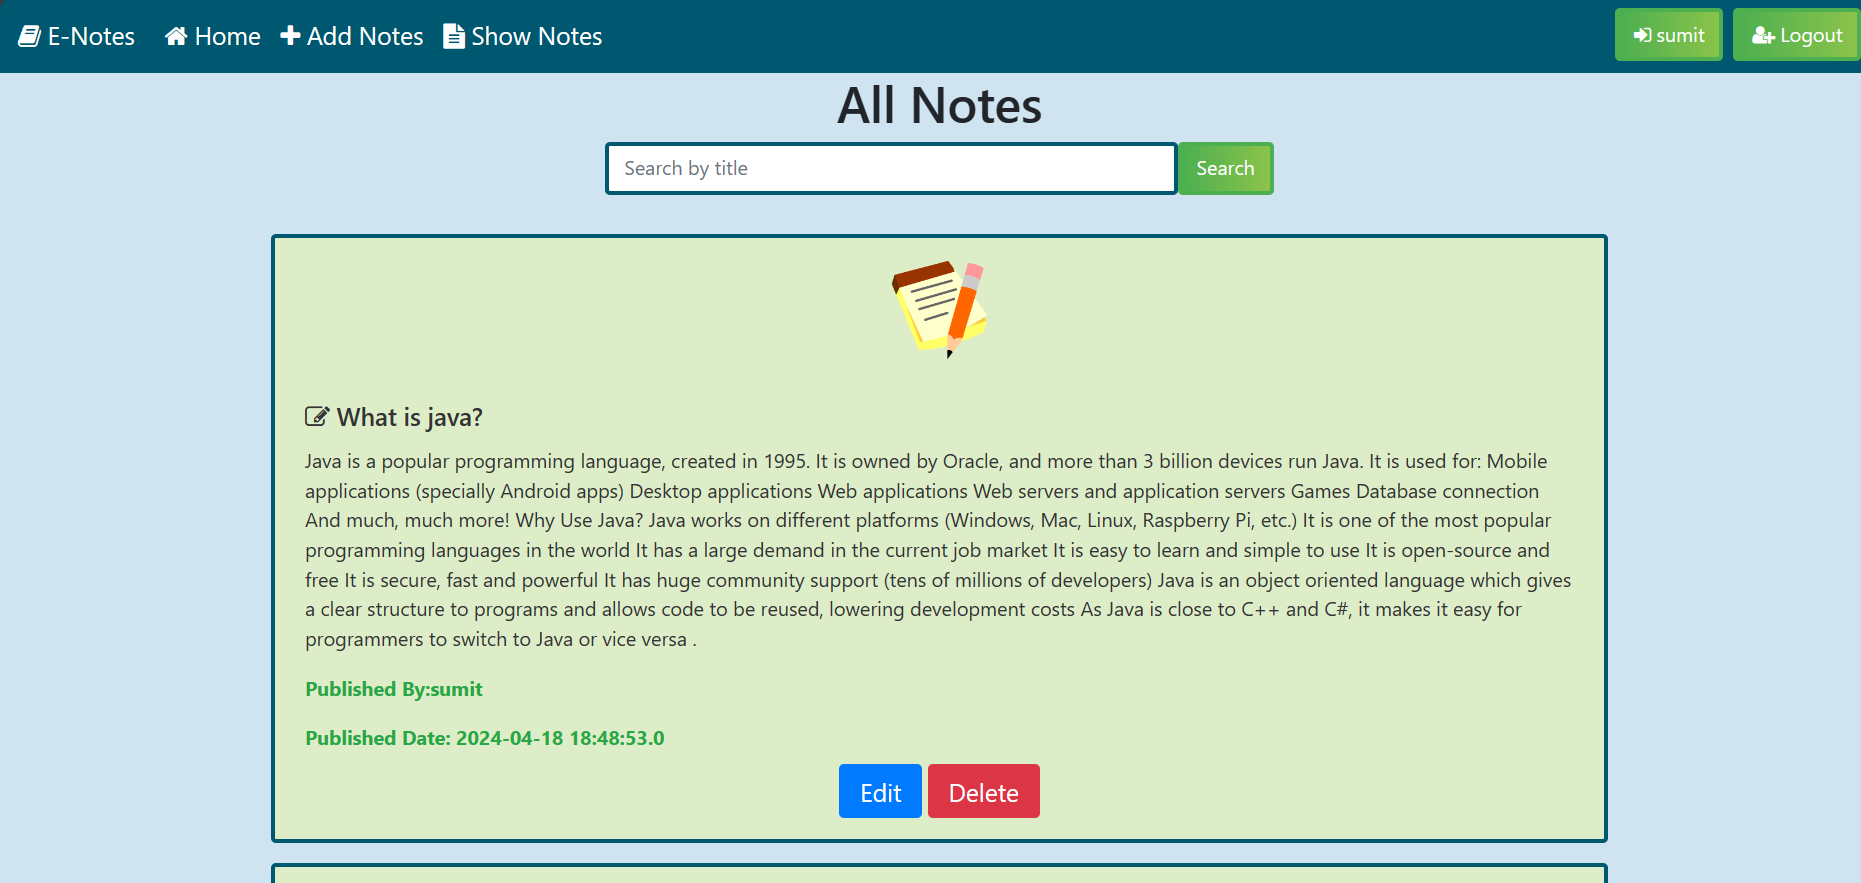 E-Notes Home Add Notes Show Notes sumit Logout
All Notes
Search by title Search
What is java?
Java is a popular programming language, created in 1995. It is owned by Oracle, and more than 3 billion devices run Java. It is used for: Mobile
applications (specially Android apps) Desktop applications Web applications Web servers and application servers Games Database connection
And much, much more! Why Use Java? Java works on different platforms (Windows, Mac, Linux, Raspberry Pi, etc.) It is one of the most popular
programming languages in the world It has a large demand in the current job market It is easy to learn and simple to use It is open-source and
free It is secure, fast and powerful It has huge community support (tens of millions of developers) Java is an object oriented language which gives
a clear structure to programs and allows code to be reused, lowering development costs As Java is close to C++ and C#, it makes it easy for
programmers to switch to Java or vice versa .
Published By:sumit
Published Date: 2024-04-18 18:48:53.0
Edit Delete